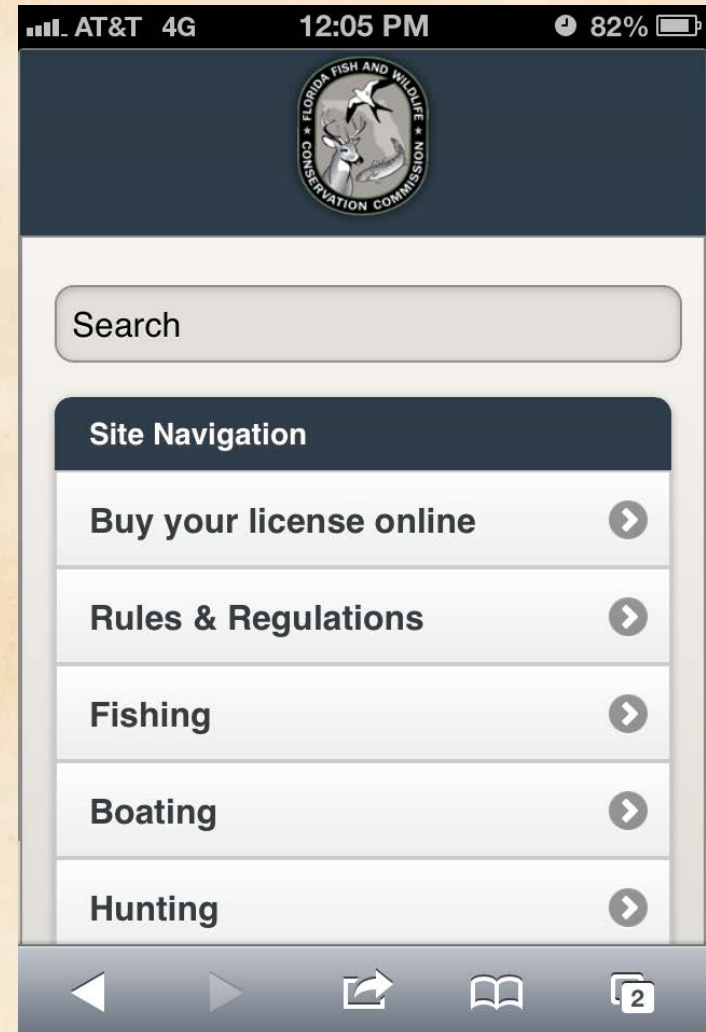 AT&T 4G 12:05 PM 82%
FLORIDA FISH AND WILDLIFE
CONSERVATION COMMISSION
Search
Site Navigation
Buy your license online
Rules & Regulations
Fishing
Boating
Hunting
2